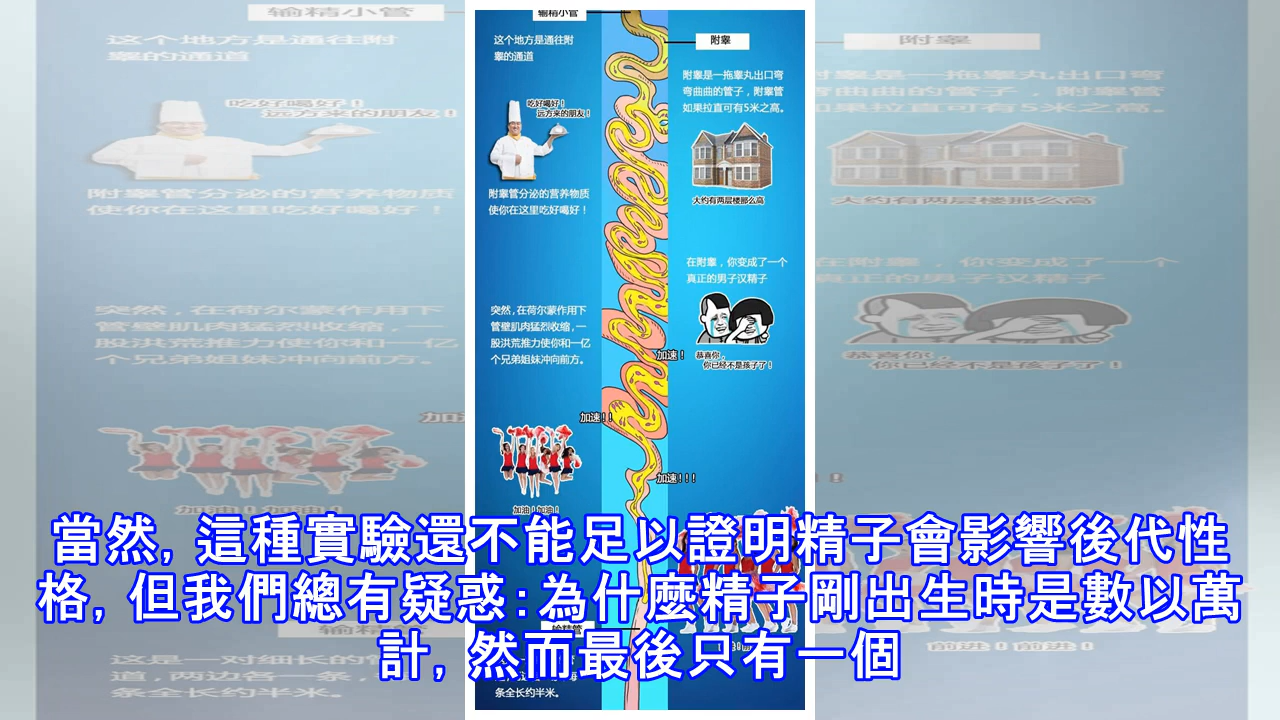 输精小管
这个地方是通往附
睾的通道
吃好喝好！
远方来的朋友！
附睾管分泌的营养物质
使你在这里吃好喝好！
突然，在荷尔蒙作用下
管壁肌肉猛烈收缩，一
股洪荒推力使你和一亿
个兄弟姐妹冲向前方。
加速！!
加油！加油！
附睾
附睾是一拖睾丸出口弯
弯曲曲的管子，附睾管
如果拉直可有5米之高。
大约有两层楼那么高
在附睾，你变成了一个
真正的男子汉精子
加速！
恭喜你，
你已经不是孩子了！
加速!!!
输精管
条全长约半米。
當然, 這種實驗還不能足以證明精子會影響後代性
格, 但我們總有疑惑:為什麼精子剛出生時是數以萬
計, 然而最後只有一個